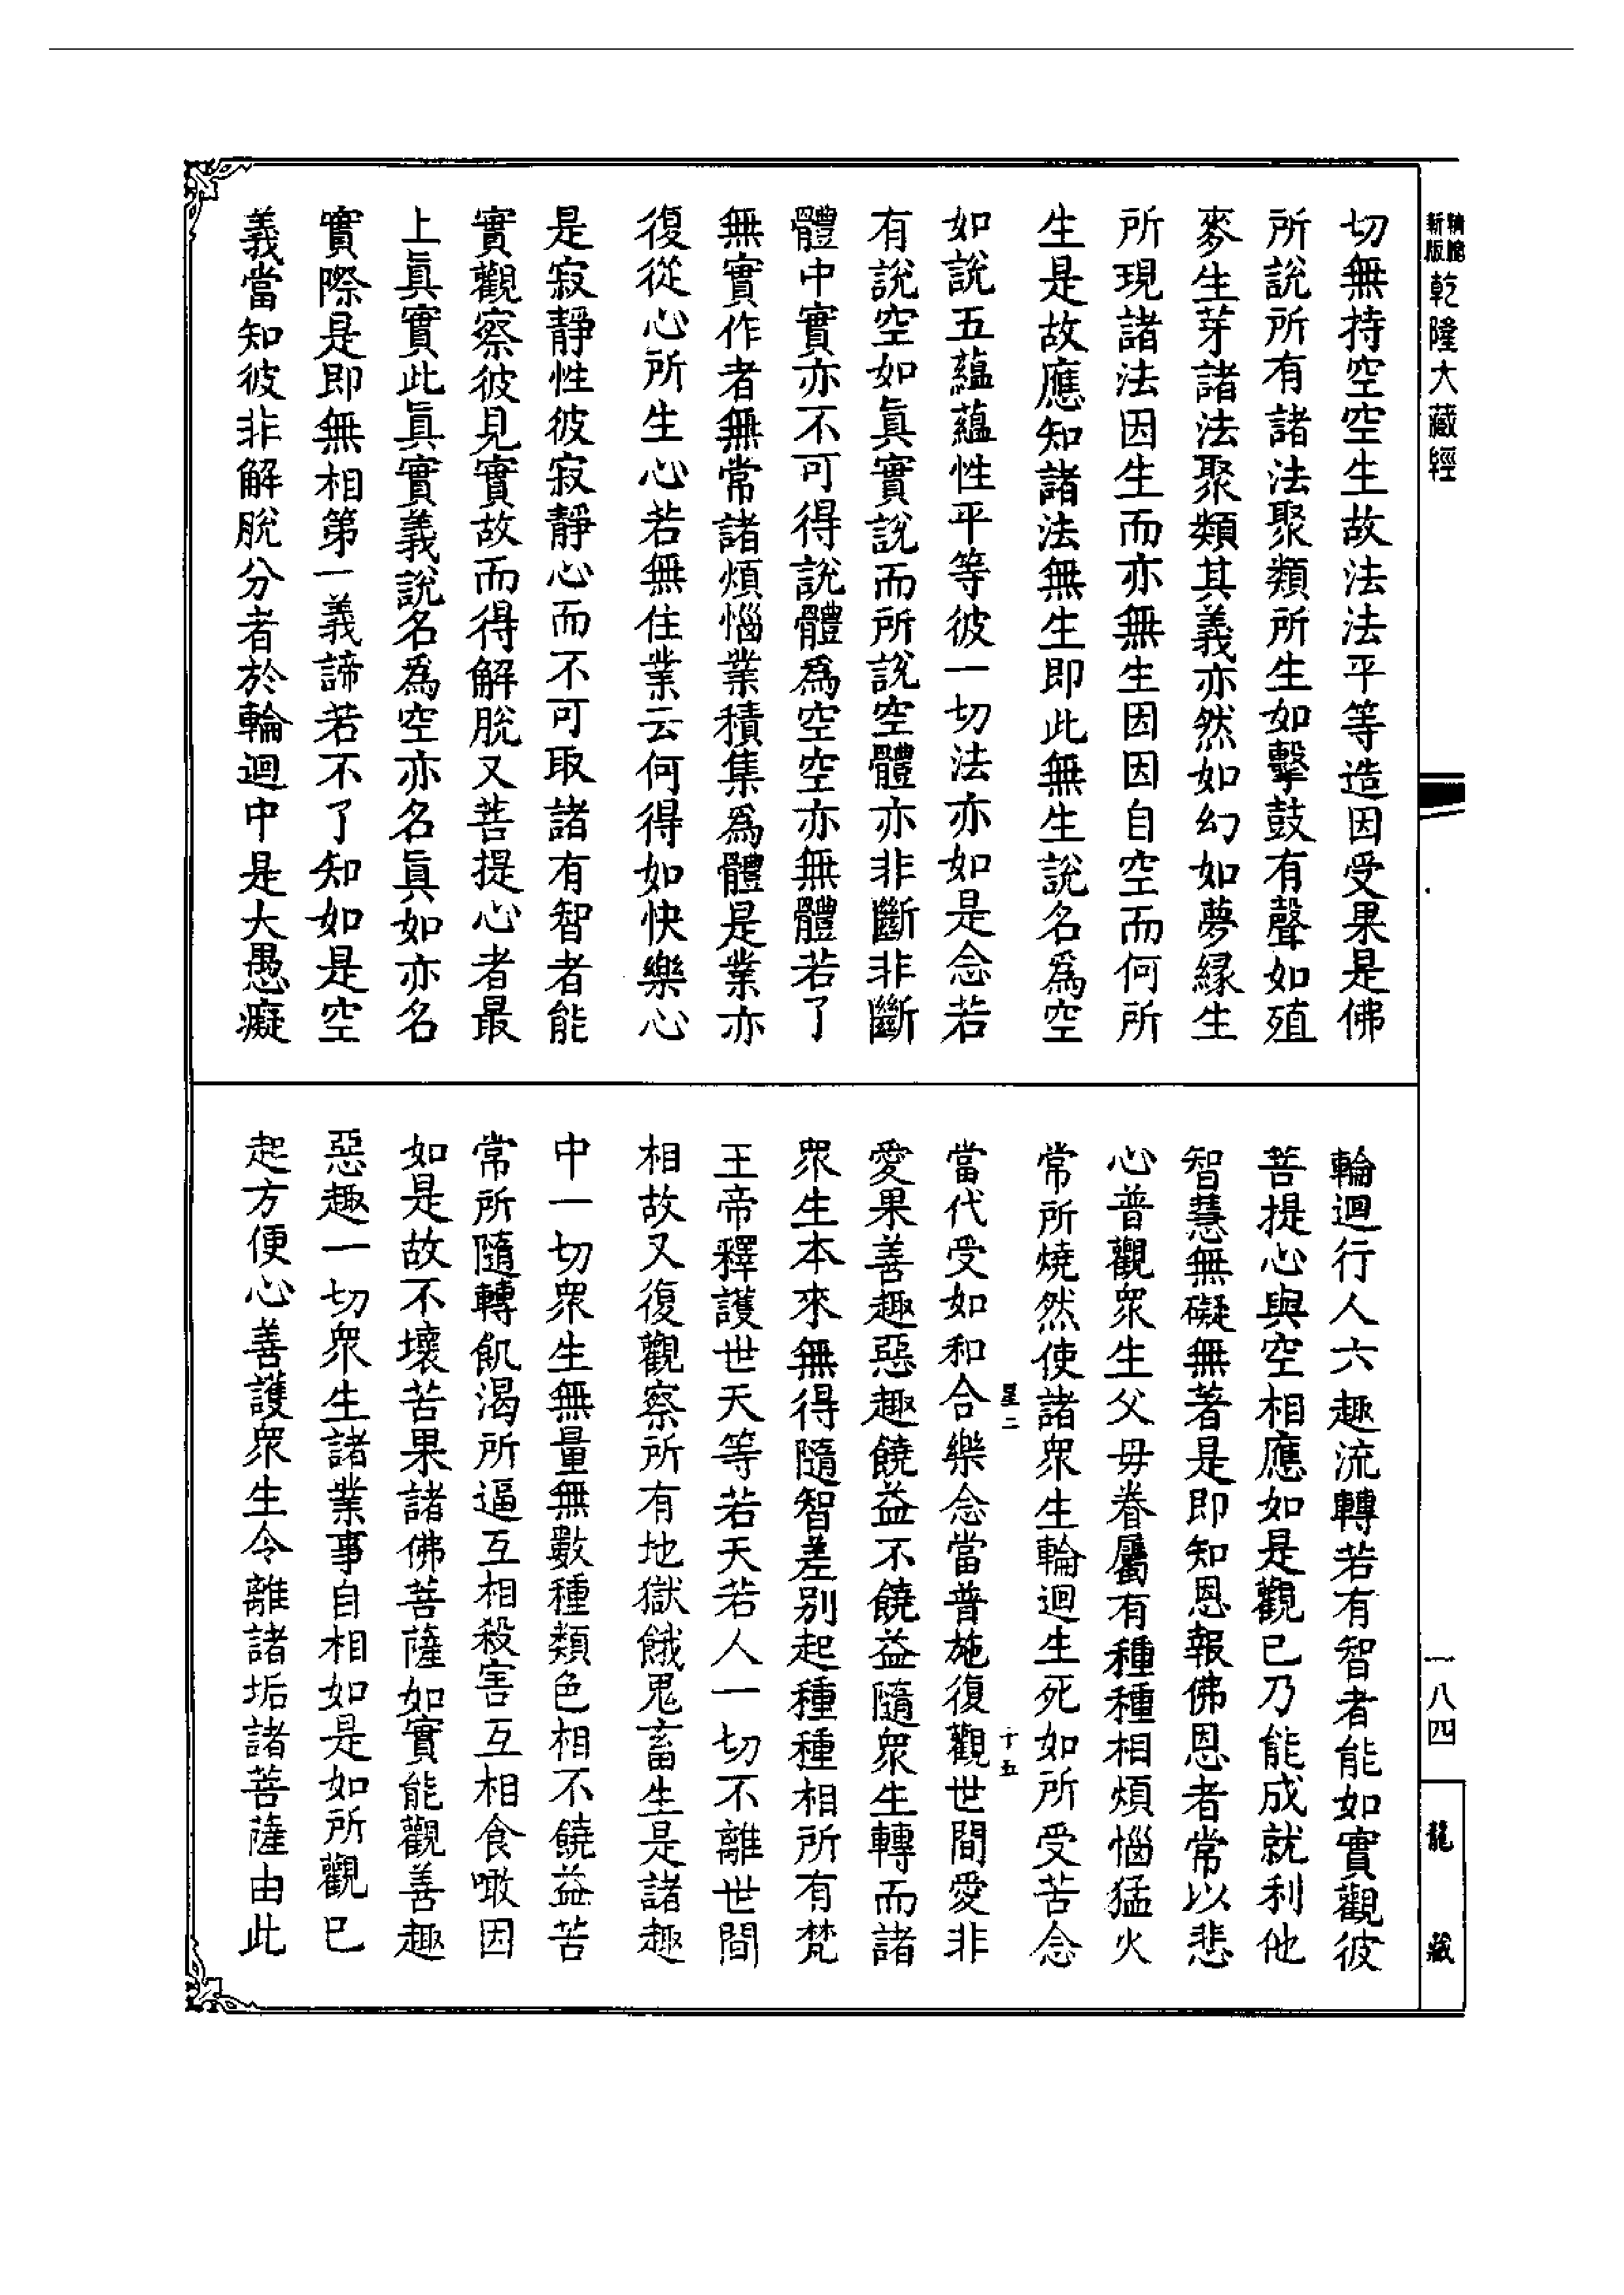 精縮
新版
乾隆大藏經
切無持空空生故法法平等造因受果是佛
所說所有諸法聚類所生如擊鼓有聲如殖
麥生芽諸法聚類其義亦然如幻如夢緣生
所現諸法因生而亦無生因因自空而何所
生是故應知諸法無生即此無生說名爲空
如說五蘊蘊性平等彼一切法亦如是念若
有說空如眞實說而所說空體亦非斷非斷
體中實亦不可得說體爲空空亦無體若了
無實作者無常諸煩惱業積集爲體是業亦
復從心所生心若無住業云何得如快樂心
是寂靜性彼寂靜心而不可取諸有智者能
實觀察彼見實故而得解脫又菩提心者最
上眞實此眞實義說名爲空亦名眞如亦名
實際是即無相第一義諦若不了知如是空
義當知彼非解脫分者於輪迴中是大愚癡
輪迴行人六趣流轉若有智者能如實觀彼
菩提心與空相應如是觀已乃能成就利他
智慧無礙無著是即知恩報佛恩者常以悲
心普觀衆生父母眷屬有種種相煩惱猛火
常所燒然使諸衆生輪迴生死如所受苦念
星二
十五
當代受如和合樂念當普施復觀世間愛非
愛果善趣惡趣饒益不饒益隨衆生轉而諸
衆生本來無得隨智差别起種種相所有梵
王帝釋護世天等若天若人一切不離世間
相故又復觀察所有地獄餓鬼畜生是諸趣
中一切衆生無量無數種類色相不饒益苦
常所隨轉飢渴所逼互相殺害互相食噉因
如是故不壞苦果諸佛菩薩如實能觀善趣
惡趣一切衆生諸業事自相如是如所觀已
起方便心善護衆生令離諸垢諸菩薩由此
一八四
龍藏